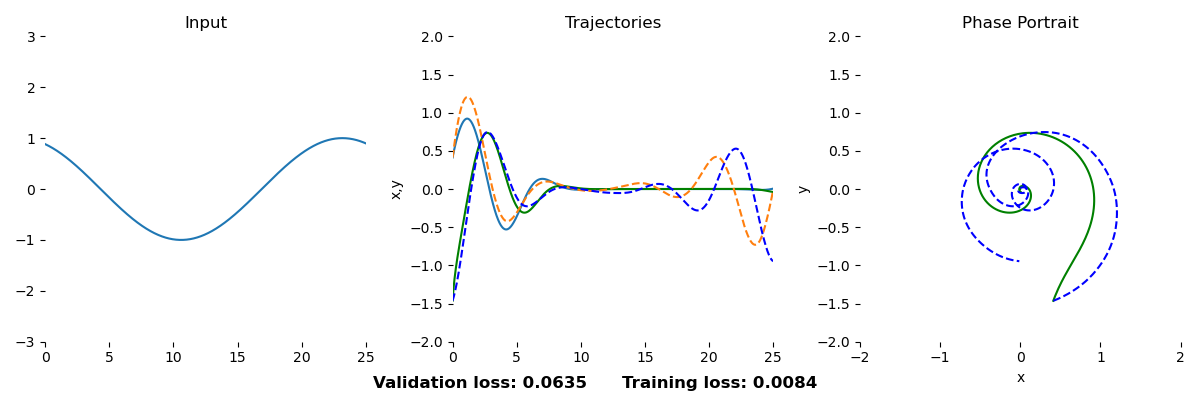 Input
3
2
1
0
−1
−2
−3
0 5 10 15 20 25
Trajectories
x,y
2.0
1.5
1.0
0.5
0.0
−0.5
−1.0
−1.5
−2.0
0 5 10 15 20 25
Phase Portrait
y
2.0
1.5
1.0
0.5
0.0
−0.5
−1.0
−1.5
−2.0
−2 −1 0 1 2
x
Validation loss: 0.0635 Training loss: 0.0084